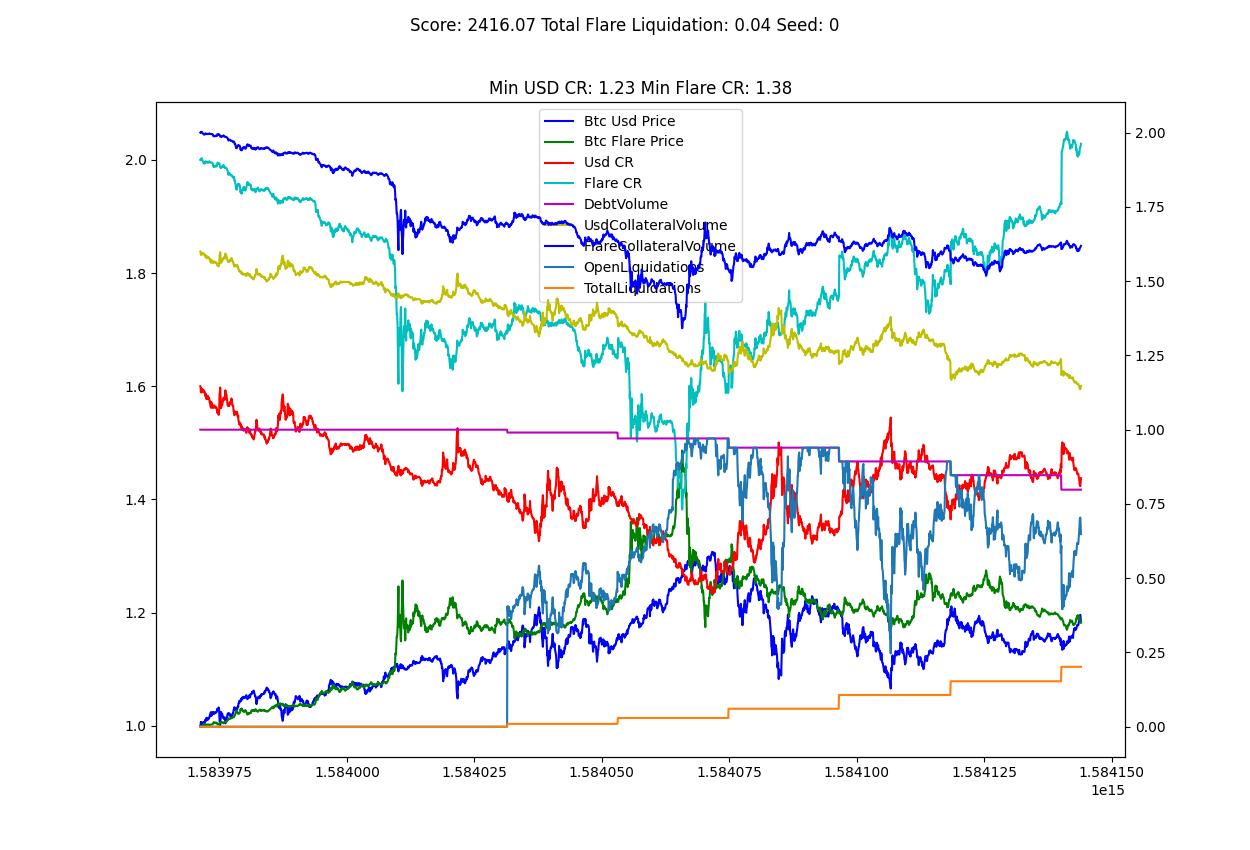 Score: 2416.07 Total Flare Liquidation: 0.04 Seed: 0
Min USD CR: 1.23 Min Flare CR: 1.38
Btc Usd Price
Btc Flare Price
Usd CR
Flare CR
DebtVolume
UsdCollateralVolume
FlareCollateralVolume
OpenLiquidations
TotalLiquidations
2.0
1.8
1.6
1.4
1.2
1.0
2.00
1.75
1.50
1.25
1.00
0.75
0.50
0.25
0.00
1.583975 1.584000 1.584025 1.584050 1.584075 1.584100 1.584125 1.584150
1e15